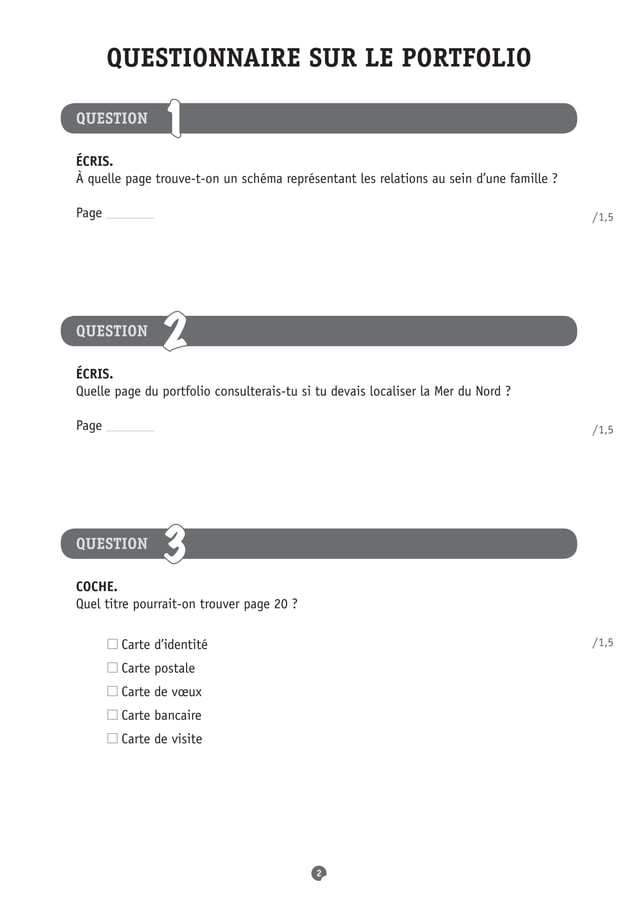 QUESTIONNAIRE SUR LE PORTFOLIO
QUESTION 1
ÉCRIS.
À quelle page trouve-t-on un schéma représentant les relations au sein d’une famille ?
Page ________
/1,5
QUESTION 2
ÉCRIS.
Quelle page du portfolio consulterais-tu si tu devais localiser la Mer du Nord ?
Page ________
/1,5
QUESTION 3
COCHE.
Quel titre pourrait-on trouver page 20 ?
/1,5
☐ Carte d’identité
☐ Carte postale
☐ Carte de vœux
☐ Carte bancaire
☐ Carte de visite
2